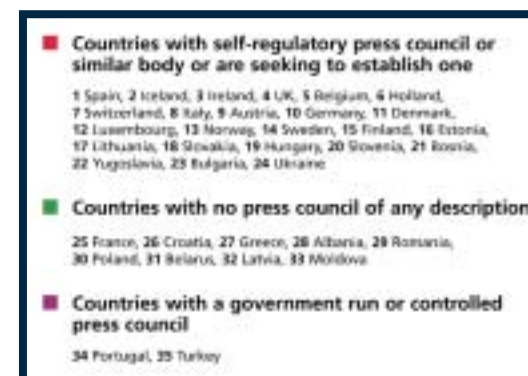 Countries with self-regulatory press council or
similar body or are seeking to establish one
1 Spain, 2 Iceland, 3 Ireland, 4 UK, 5 Belgium, 6 Holland,
7 Switzerland, 8 Italy, 9 Austria, 10 Germany, 11 Denmark,
12 Luxembourg, 13 Norway, 14 Sweden, 15 Finland, 16 Estonia,
17 Lithuania, 18 Slovakia, 19 Hungary, 20 Slovenia, 21 Bosnia,
22 Yugoslavia, 23 Bulgaria, 24 Ukraine
Countries with no press council of any description
25 France, 26 Croatia, 27 Greece, 28 Albania, 29 Romania,
30 Poland, 31 Belarus, 32 Latvia, 33 Moldova
Countries with a government run or controlled
press council
34 Portugal, 35 Turkey